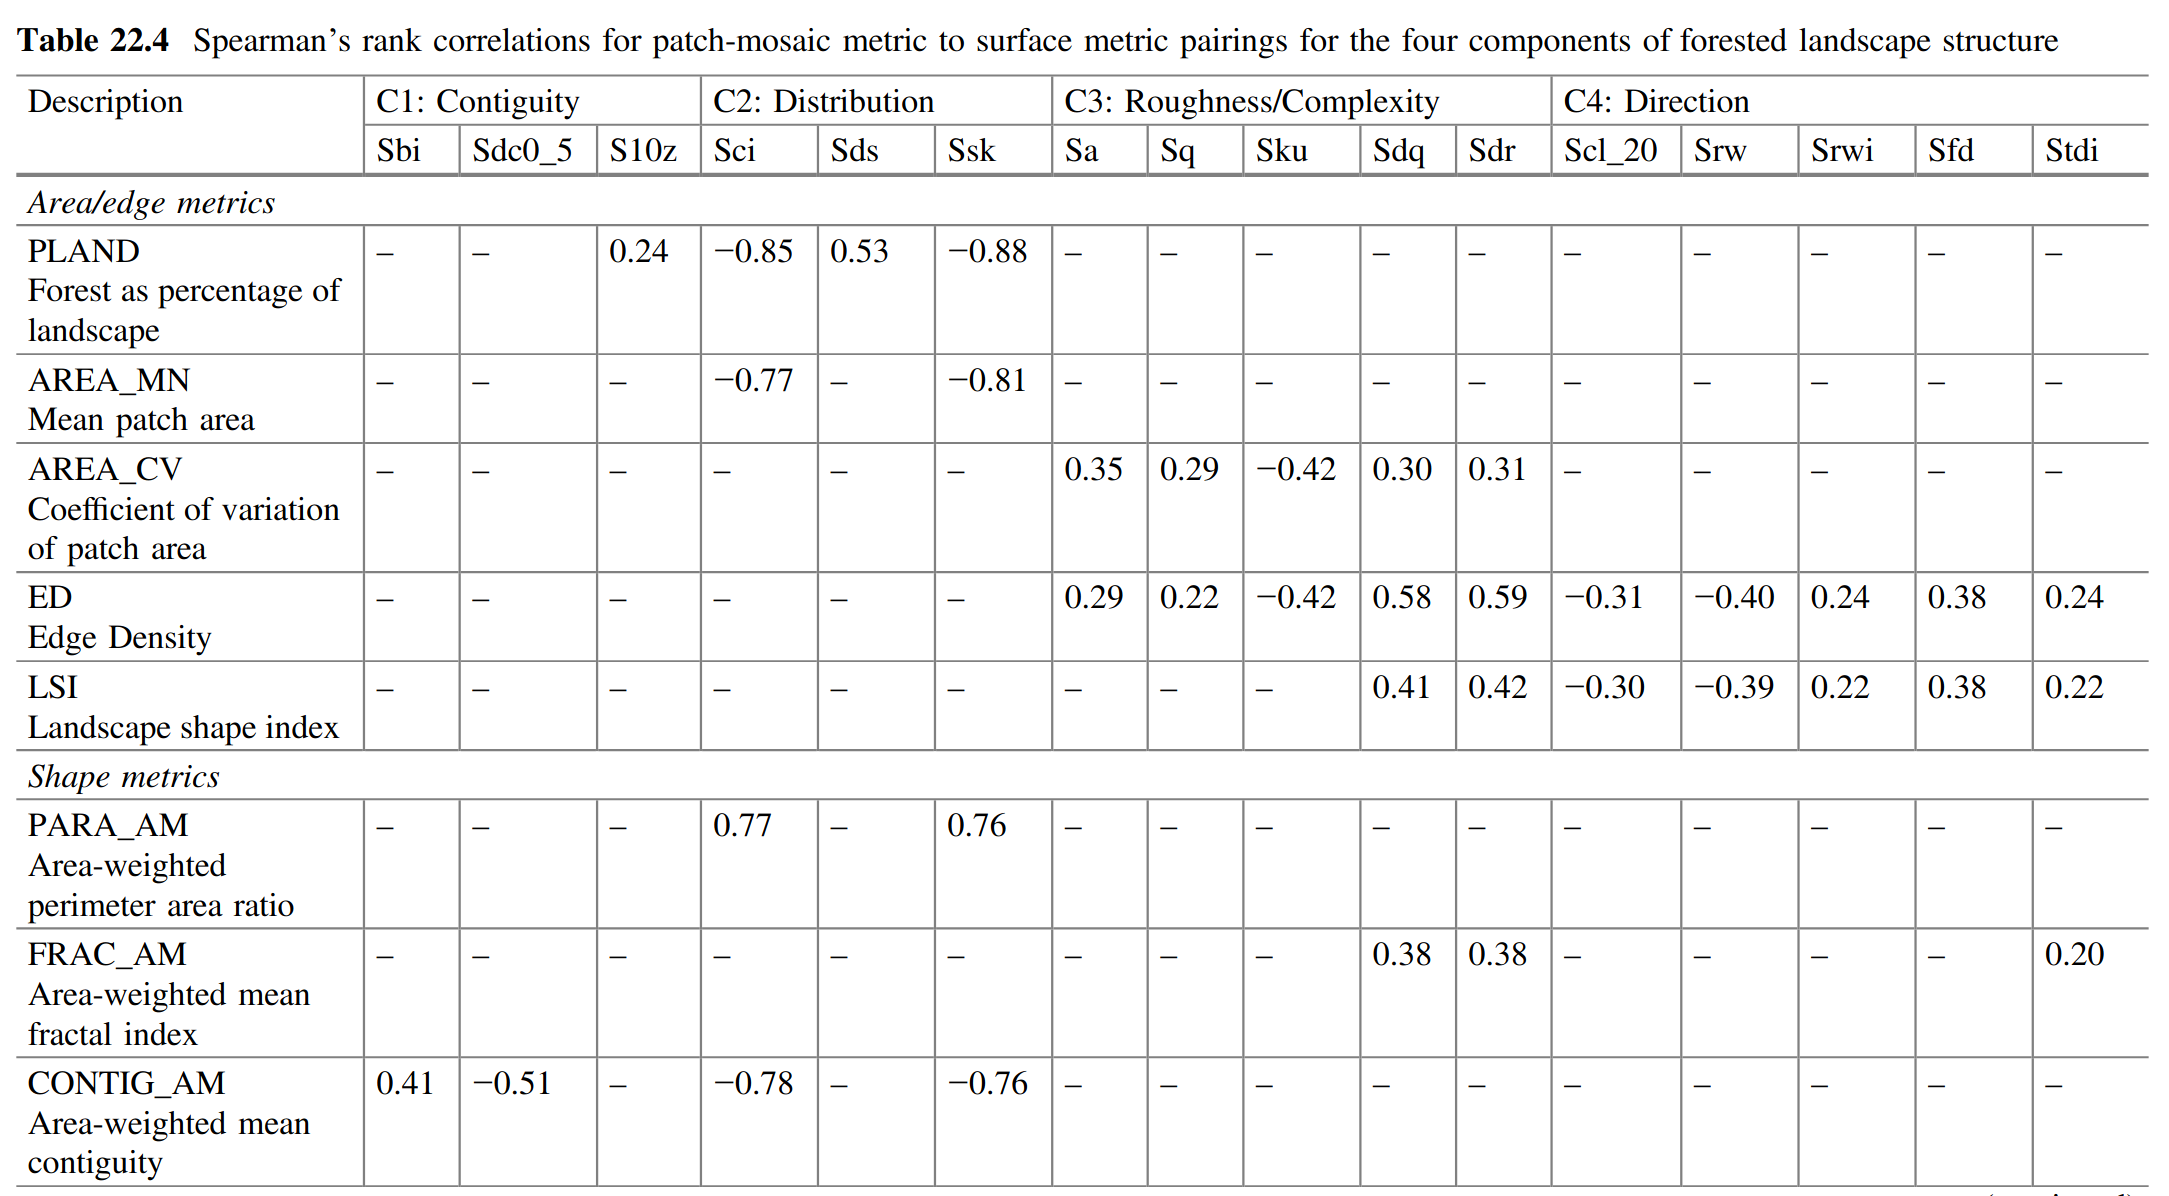 Table 22.4 Spearman's rank correlations for patch-mosaic metric to surface metric pairings for the four components of forested landscape structure
Description C1: Contiguity C2: Distribution C3: Roughness/Complexity C4: Direction
Sbi Sdc0_5 S10z Sci Sds Ssk Sa Sq Sku Sdq Sdr Scl_20 Srw Srwi Sfd Stdi
Area/edge metrics
PLAND – – 0.24 −0.85 0.53 −0.88 – – – – – – – – – –
Forest as percentage of
landscape
AREA_MN – – – −0.77 – −0.81 – – – – – – – – – –
Mean patch area
AREA_CV – – – – – – 0.35 0.29 −0.42 0.30 0.31 – – – – –
Coefficient of variation
of patch area
ED – – – – – – 0.29 0.22 −0.42 0.58 0.59 −0.31 −0.40 0.24 0.38 0.24
Edge Density
LSI – – – – – – – – – 0.41 0.42 −0.30 −0.39 0.22 0.38 0.22
Landscape shape index
Shape metrics
PARA_AM – – – 0.77 – 0.76 – – – – – – – – – –
Area-weighted
perimeter area ratio
FRAC_AM – – – – – – – – – 0.38 0.38 – – – – 0.20
Area-weighted mean
fractal index
CONTIG_AM 0.41 −0.51 – −0.78 – −0.76 – – – – – – – – – –
Area-weighted mean
contiguity